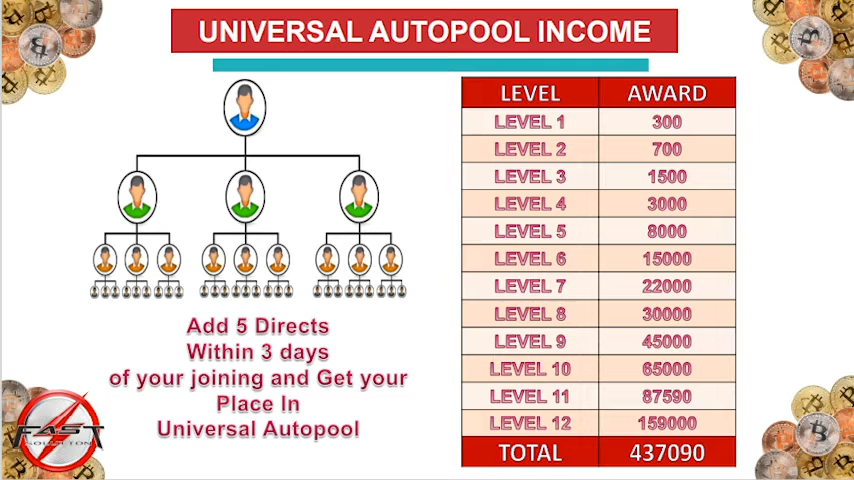 UNIVERSAL AUTOPOOL INCOME
LEVEL AWARD
LEVEL 1 300
LEVEL 2 700
LEVEL 3 1500
LEVEL 4 3000
LEVEL 5 8000
LEVEL 6 15000
LEVEL 7 22000
LEVEL 8 30000
LEVEL 9 45000
LEVEL 10 65000
LEVEL 11 87590
LEVEL 12 159000
TOTAL 437090
Add 5 Directs
Within 3 days
of your joining and Get your
Place In
Universal Autopool
FAST